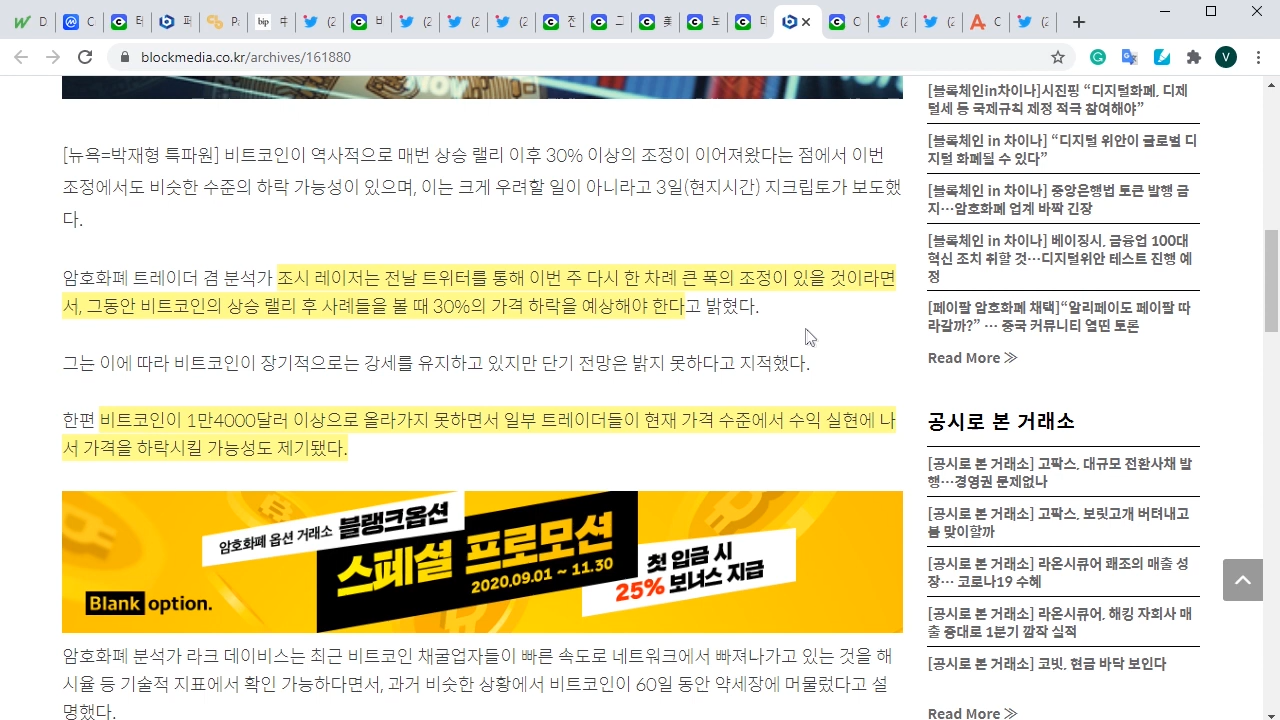 blockmedia.co.kr/archives/161880
[뉴욕=박재형 특파원] 비트코인이 역사적으로 매번 상승 랠리 이후 30% 이상의 조정이 이어져왔다는 점에서 이번
조정에서도 비슷한 수준의 하락 가능성이 있으며, 이는 크게 우려할 일이 아니라고 3일(현지시간) 지크립토가 보도했
다.
암호화폐 트레이더 겸 분석가 조시 레이저는 전날 트위터를 통해 이번 주 다시 한 차례 큰 폭의 조정이 있을 것이라면
서, 그동안 비트코인의 상승 랠리 후 사례들을 볼 때 30%의 가격 하락을 예상해야 한다고 밝혔다.
그는 이에 따라 비트코인이 장기적으로는 강세를 유지하고 있지만 단기 전망은 밝지 못하다고 지적했다.
한편 비트코인이 1만4000달러 이상으로 올라가지 못하면서 일부 트레이더들이 현재 가격 수준에서 수익 실현에 나
서 가격을 하락시킬 가능성도 제기됐다.
암호화폐 옵션 거래소 블랭크옵션
스페셜 프로모션
2020.09.01 ~ 11.30
첫 입금 시
25% 보너스 지급
Blank option.
암호화폐 분석가 라크 데이비스는 최근 비트코인 채굴업자들이 빠른 속도로 네트워크에서 빠져나가고 있는 것을 해
시율 등 기술적 지표에서 확인 가능하다면서, 과거 비슷한 상황에서 비트코인이 60일 동안 약세장에 머물렀다고 설
명했다.
[블록체인in차이나]시진핑 “디지털화폐, 디제
털세 등 국제규칙 제정 적극 참여해야”
[블록체인 in 차이나] “디지털 위안이 글로벌 디
지털 화폐될 수 있다”
[블록체인 in 차이나] 중앙은행법 토큰 발행 금
지…암호화폐 업계 바짝 긴장
[블록체인 in 차이나] 베이징시, 금융업 100대
혁신 조치 취할 것…디지털위안 테스트 진행 예
정
[페이팔 암호화폐 채택]“알리페이도 페이팔 따
라갈까?” … 중국 커뮤니티 열띤 토론
Read More ≫
공시로 본 거래소
[공시로 본 거래소] 고팍스, 대규모 전환사채 발
행…경영권 문제없나
[공시로 본 거래소] 고팍스, 보릿고개 버텨내고
봄 맞이할까
[공시로 본 거래소] 라온시큐어 쾌조의 매출 성
장… 코로나19 수혜
[공시로 본 거래소] 라온시큐어, 해킹 자회사 매
출 증대로 1분기 깜작 실적
[공시로 본 거래소] 코빗, 현금 바닥 보인다
Read More ≫